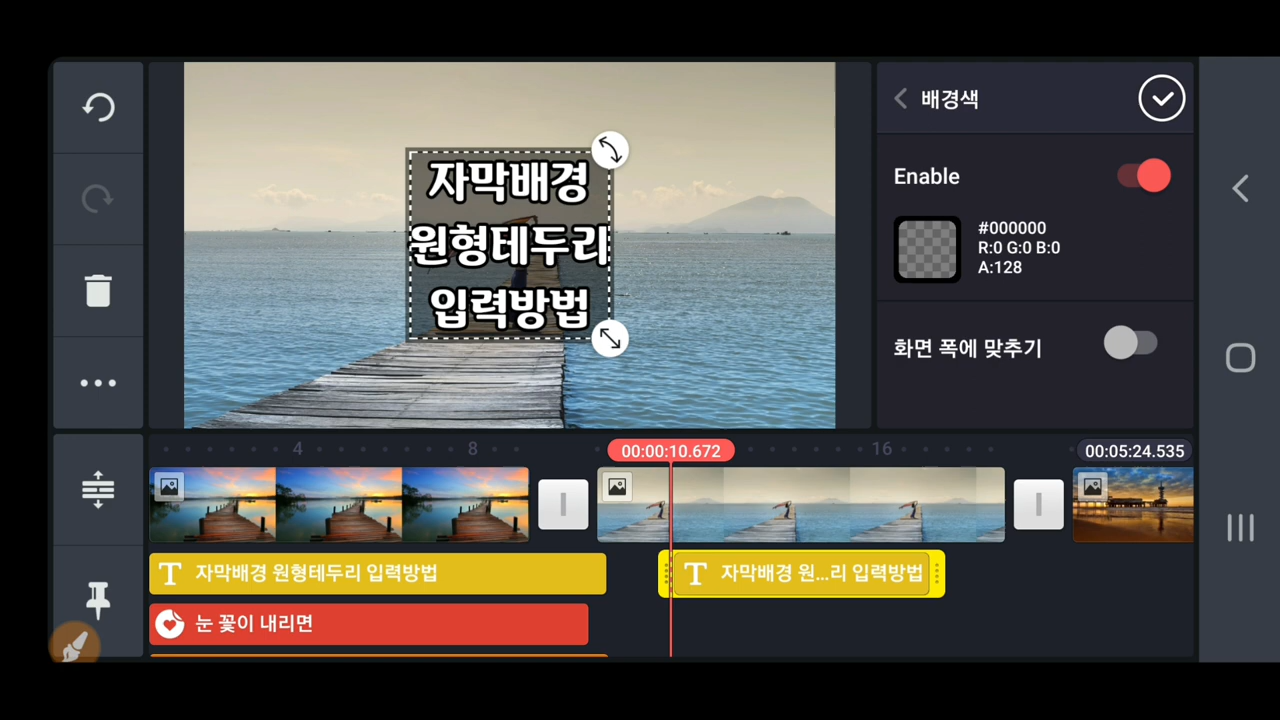 배경색
Enable
#000000
R:0 G:0 B:0
A:128
화면 폭에 맞추기
자막배경
원형테두리
입력방법
4
8
00:00:10.672
16
00:05:24.535
T 자막배경 원형테두리 입력방법
T 자막배경 원...리 입력방법
눈 꽃이 내리면